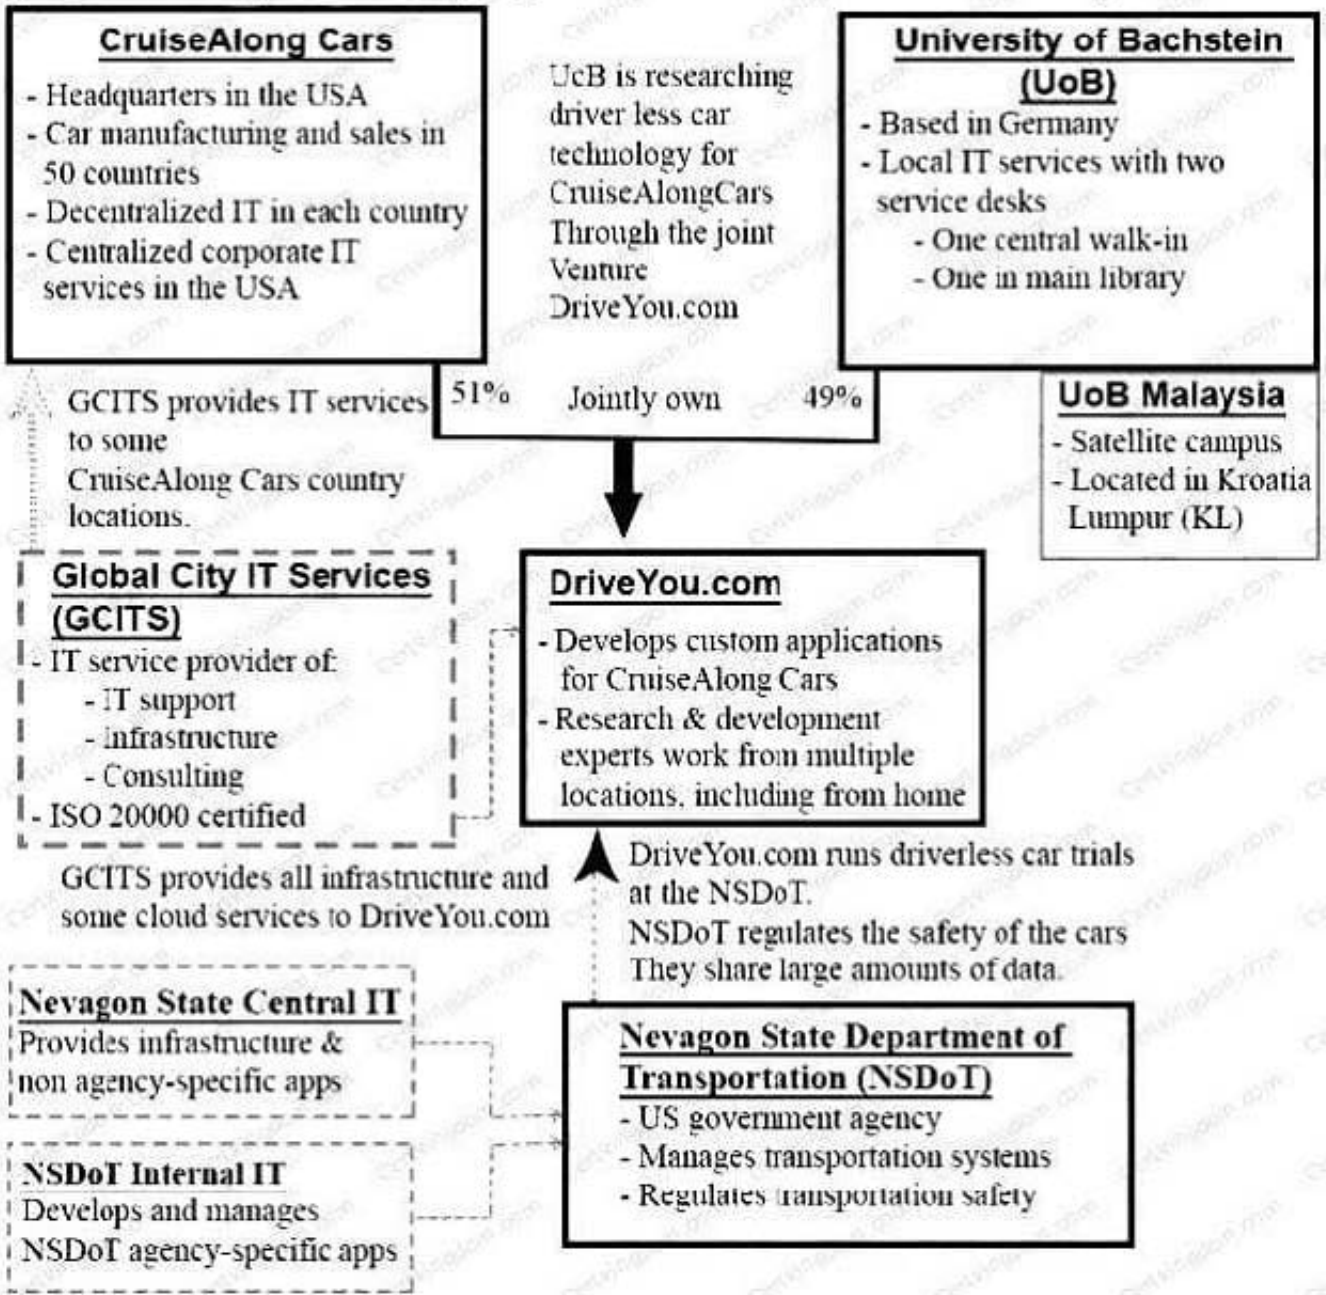 CruiseAlong Cars
- Headquarters in the USA
- Car manufacturing and sales in
50 countries
- Decentralized IT in each country
- Centralized corporate IT
services in the USA
UcB is researching
driver less car
technology for
CruiseAlongCars
Through the joint
Venture
DriveYou.com
University of Bachstein
(UoB)
- Based in Germany
- Local IT services with two
service desks
- One central walk-in
- One in main library
51% Jointly own 49%
UoB Malaysia
- Satellite campus
- Located in Kroatia
Lumpur (KL)
GCITS provides IT services
to some
CruiseAlong Cars country
locations.
Global City IT Services
(GCITS)
- IT service provider of:
- IT support
- Infrastructure
- Consulting
- ISO 20000 certified
DriveYou.com
- Develops custom applications
for CruiseAlong Cars
- Research & development
experts work from multiple
locations, including from home
GCITS provides all infrastructure and
some cloud services to DriveYou.com
DriveYou.com runs driverless car trials
at the NSDoT.
NSDoT regulates the safety of the cars
They share large amounts of data.
Nevagon State Central IT
Provides infrastructure &
non agency-specific apps
NSDoT Internal IT
Develops and manages
NSDoT agency-specific apps
Nevagon State Department of
Transportation (NSDoT)
- US government agency
- Manages transportation systems
- Regulates transportation safety